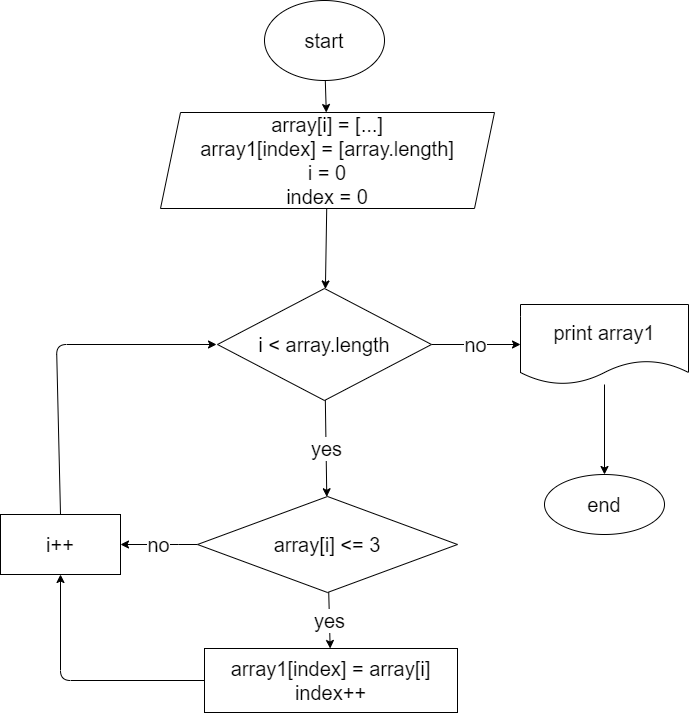 start
array[i] = [...]
array1[index] = [array.length]
i = 0
index = 0
i < array.length
no
print array1
yes
end
i++
no
array[i] <= 3
yes
array1[index] = array[i]
index++